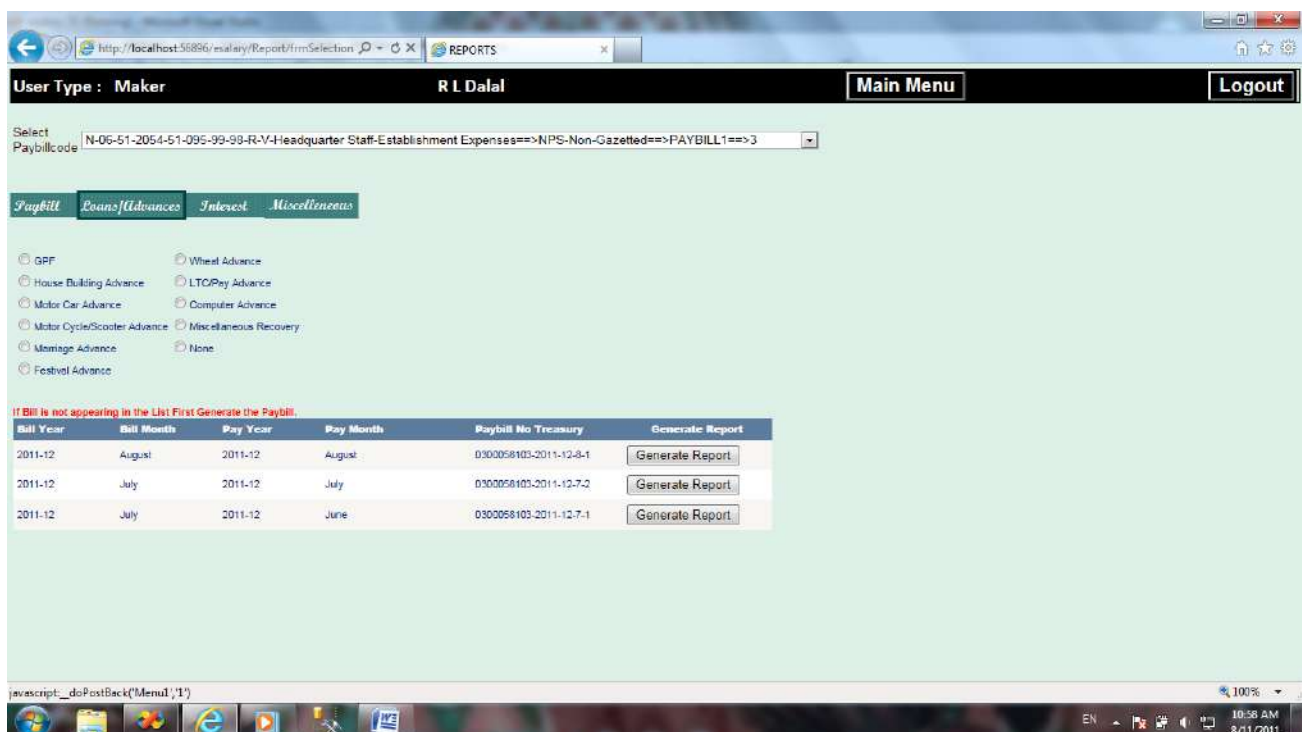 http://localhost:56896/esalary/Report/frmSelection
REPORTS
User Type : Maker R L Dalal Main Menu Logout
Select
Paybillcode
N-06-51-2054-51-095-99-98-R-V-Headquarter Staff-Establishment Expenses==>NPS-Non-Gazetted==>PAYBILL1==>3
Paybill Loans/Advances Interest Miscelleneous
GPF Wheat Advance
House Building Advance LTC/Pay Advance
Motor Car Advance Computer Advance
Motor Cycle/Scooter Advance Miscellaneous Recovery
Marriage Advance None
Festival Advance
If Bill is not appearing in the List First Generate the Paybill.
Bill Year Bill Month Pay Year Pay Month Paybill No Treasury Generate Report
2011-12 August 2011-12 August 0300058103-2011-12-8-1 Generate Report
2011-12 July 2011-12 July 0300058103-2011-12-7-2 Generate Report
2011-12 July 2011-12 June 0300058103-2011-12-7-1 Generate Report
javascript:__doPostBack('Menu1','1') 100%
EN 10:58 AM
8/11/2011